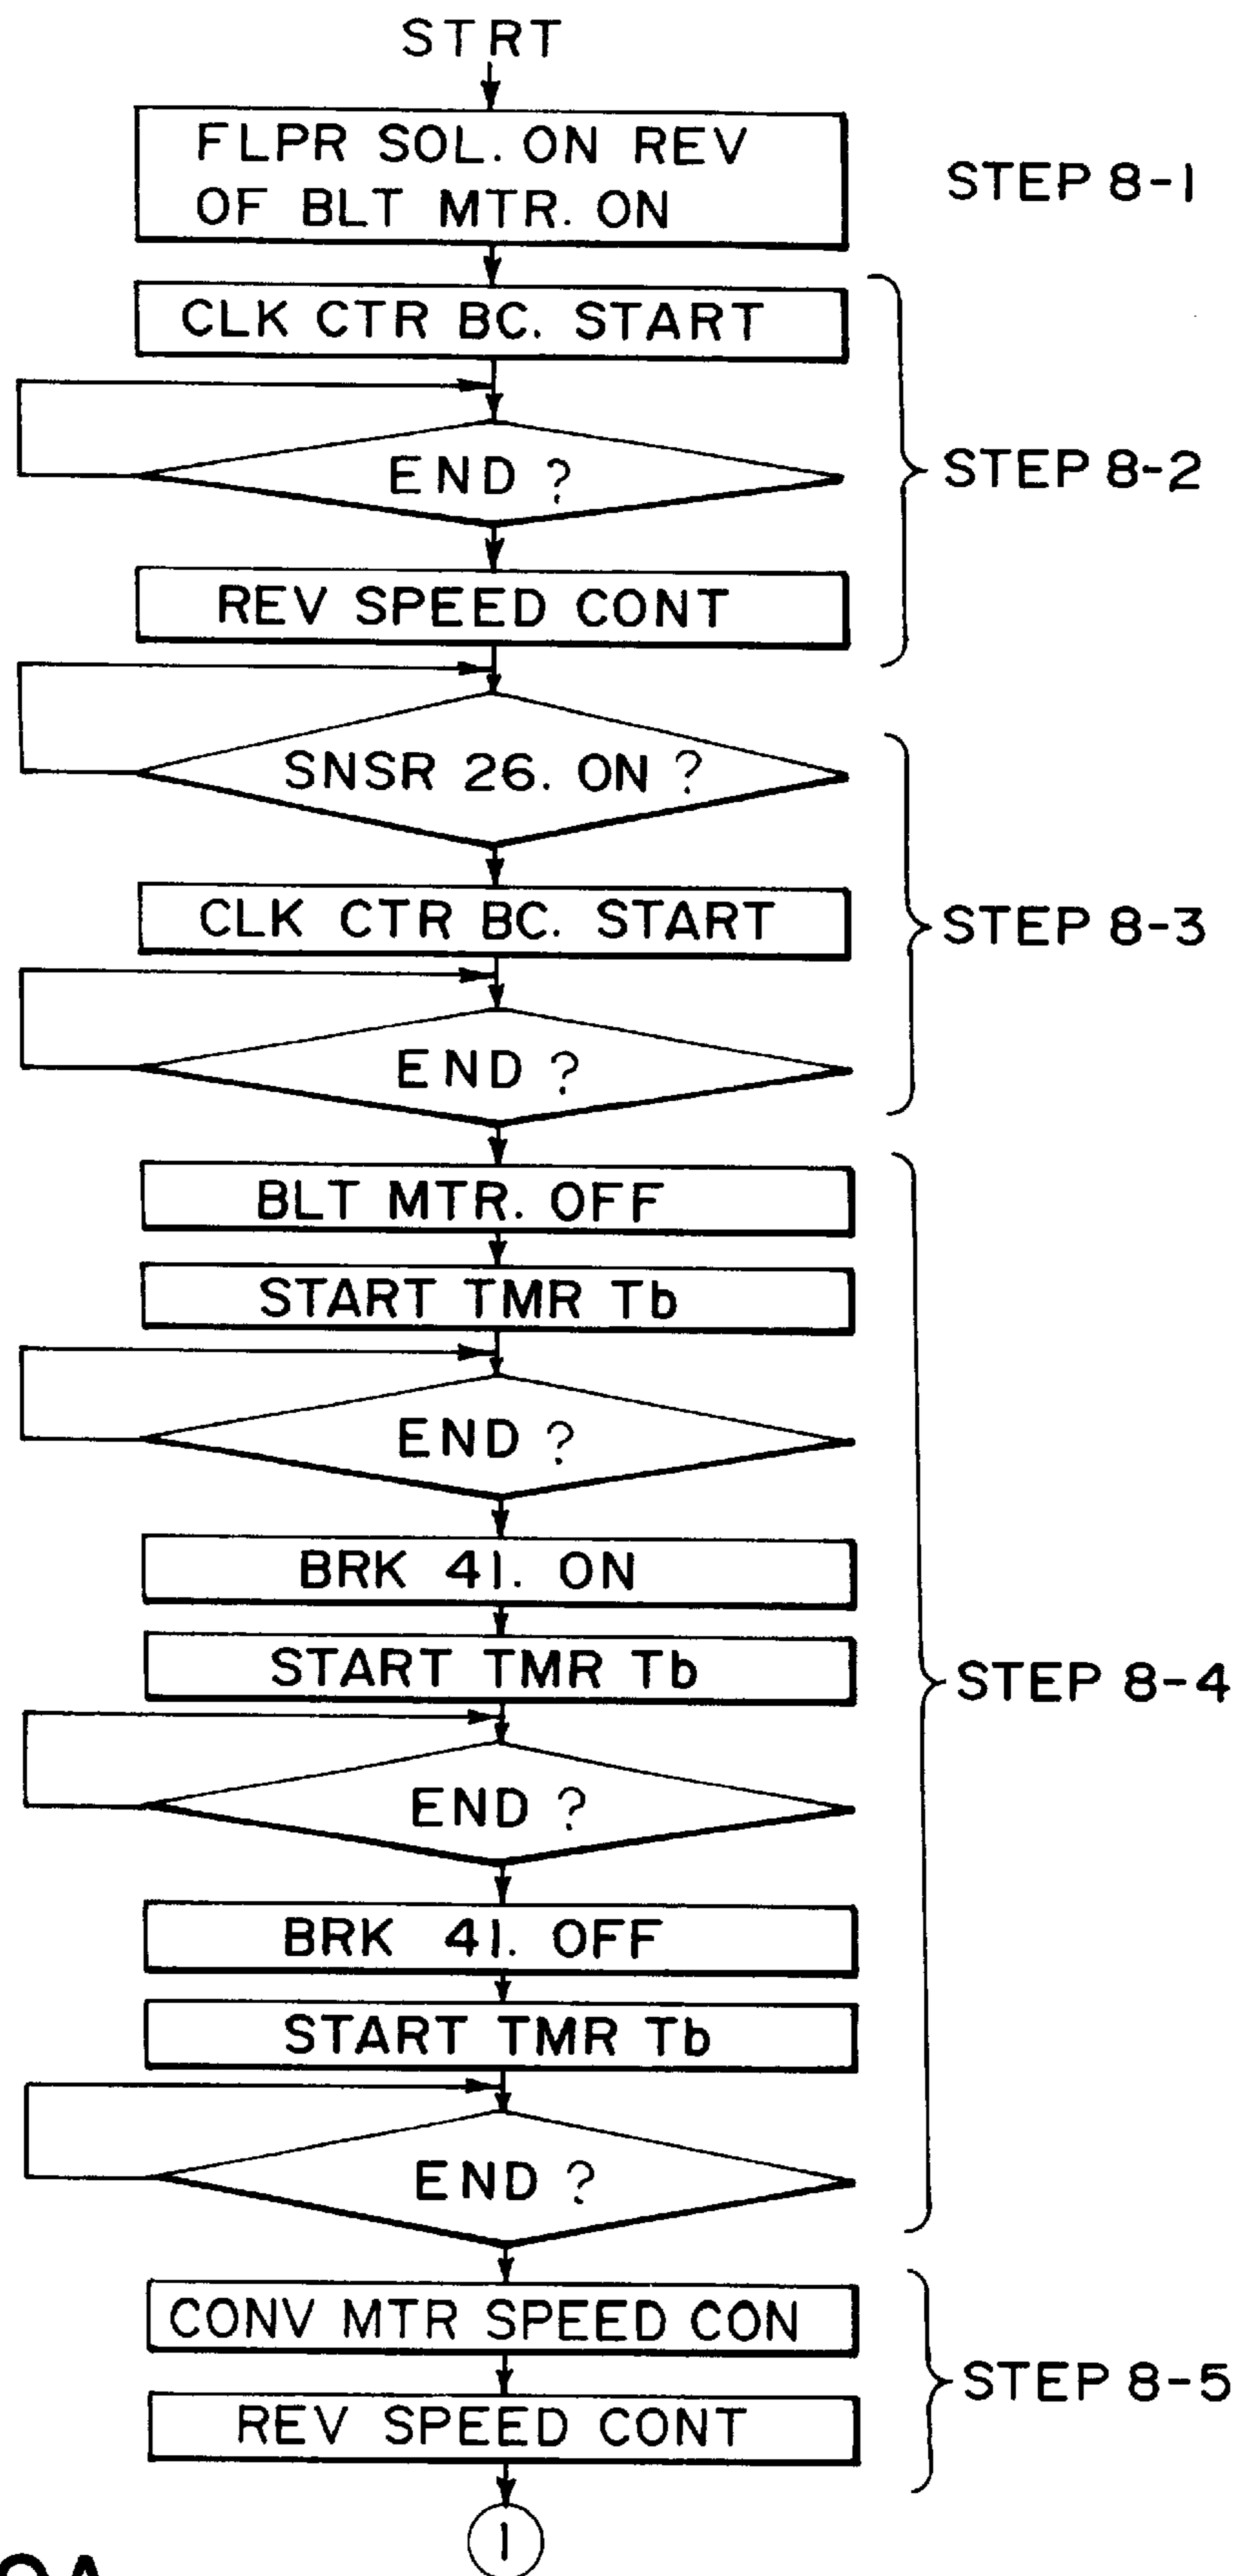 STRT
FLPR SOL. ON REV
OF BLT MTR. ON
STEP 8-1
CLK CTR BC. START
END ?
STEP 8-2
REV SPEED CONT
SNSR 26. ON ?
CLK CTR BC. START
STEP 8-3
END ?
BLT MTR. OFF
START TMR Tb
END ?
BRK 41. ON
START TMR Tb
STEP 8-4
END ?
BRK 41. OFF
START TMR Tb
END ?
CONV MTR SPEED CON
STEP 8-5
REV SPEED CONT
1